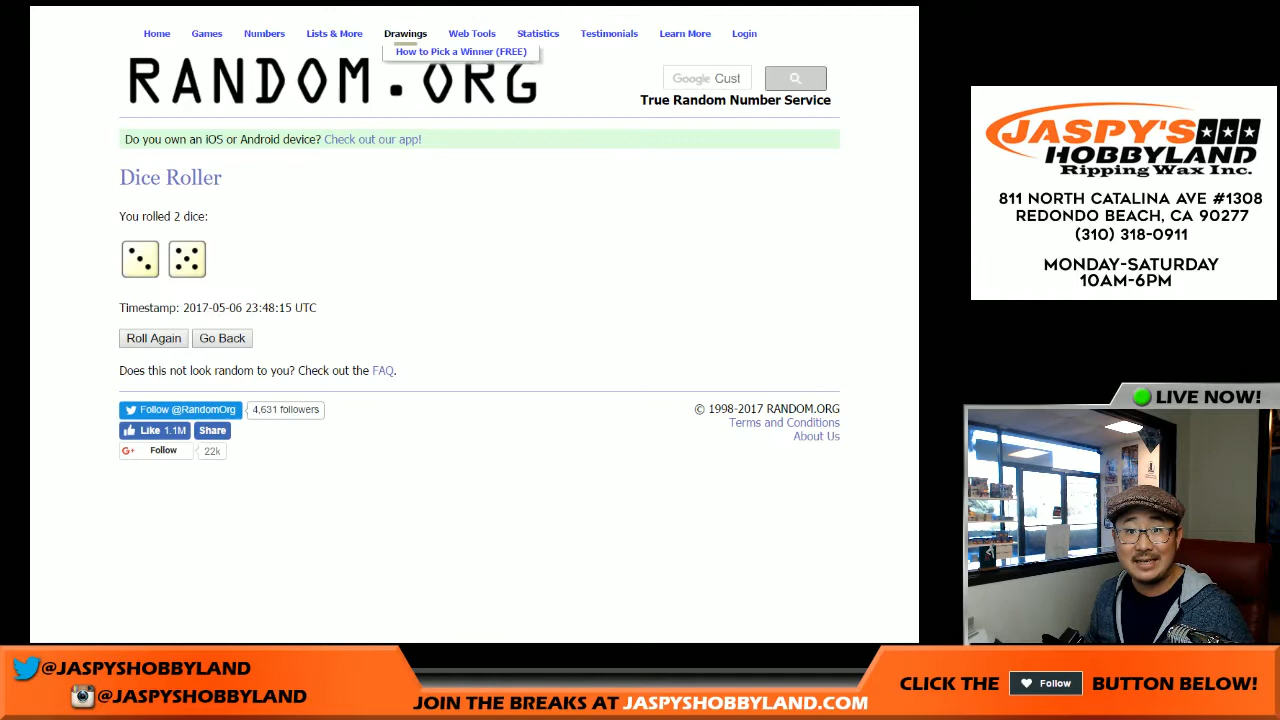 Home Games Numbers Lists & More Drawings Web Tools Statistics Testimonials Learn More Login
How to Pick a Winner (FREE)
RANDOM.ORG
Google Cust
True Random Number Service
Do you own an iOS or Android device? Check out our app!
Dice Roller
You rolled 2 dice:
Timestamp: 2017-05-06 23:48:15 UTC
Roll Again Go Back
Does this not look random to you? Check out the FAQ.
Follow @RandomOrg 4,631 followers
Like 1.1M Share
G+ Follow 22k
© 1998-2017 RANDOM.ORG
Terms and Conditions
About Us
JASPY'S
HOBBYLAND
Ripping Wax Inc.
811 NORTH CATALINA AVE #1308
REDONDO BEACH, CA 90277
(310) 318-0911
MONDAY-SATURDAY
10AM-6PM
LIVE NOW!
@JASPYSHOBBYLAND
@JASPYSHOBBYLAND
JOIN THE BREAKS AT JASPYSHOBBYLAND.COM
CLICK THE Follow BUTTON BELOW!